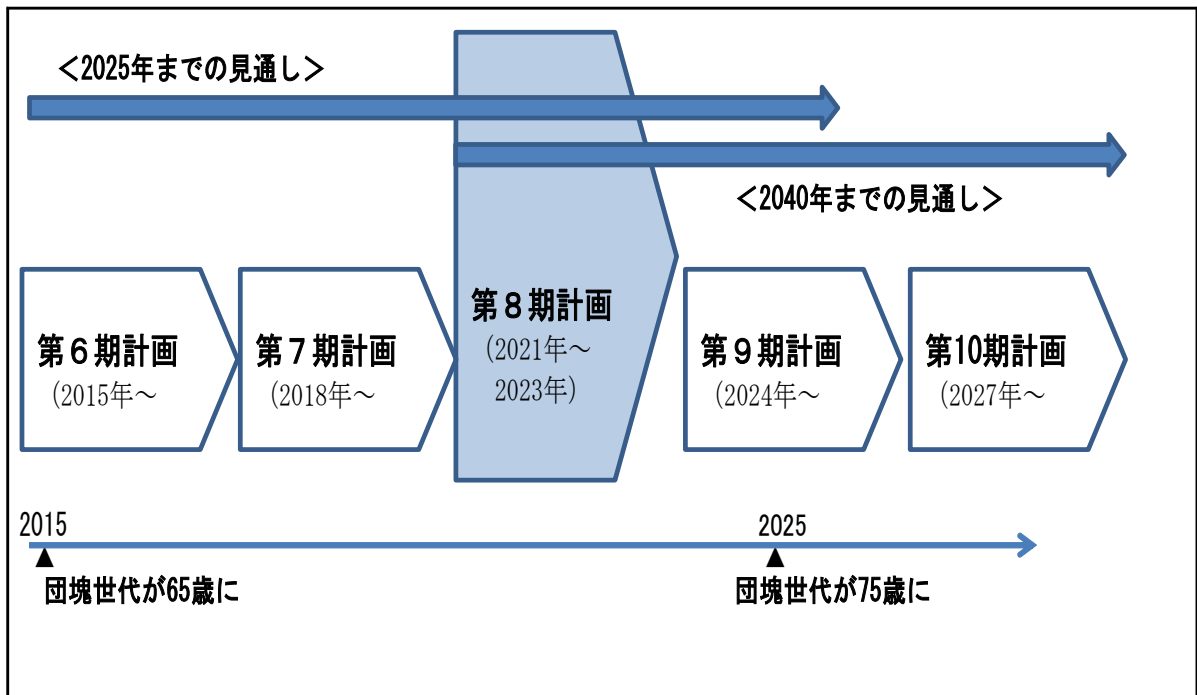 ＜2025年までの見通し＞
＜2040年までの見通し＞
第６期計画
(2015年～
第７期計画
(2018年～
第８期計画
(2021年～
2023年)
第９期計画
(2024年～
第10期計画
(2027年～
2015
2025
▲
▲
団塊世代が65歳に
団塊世代が75歳に